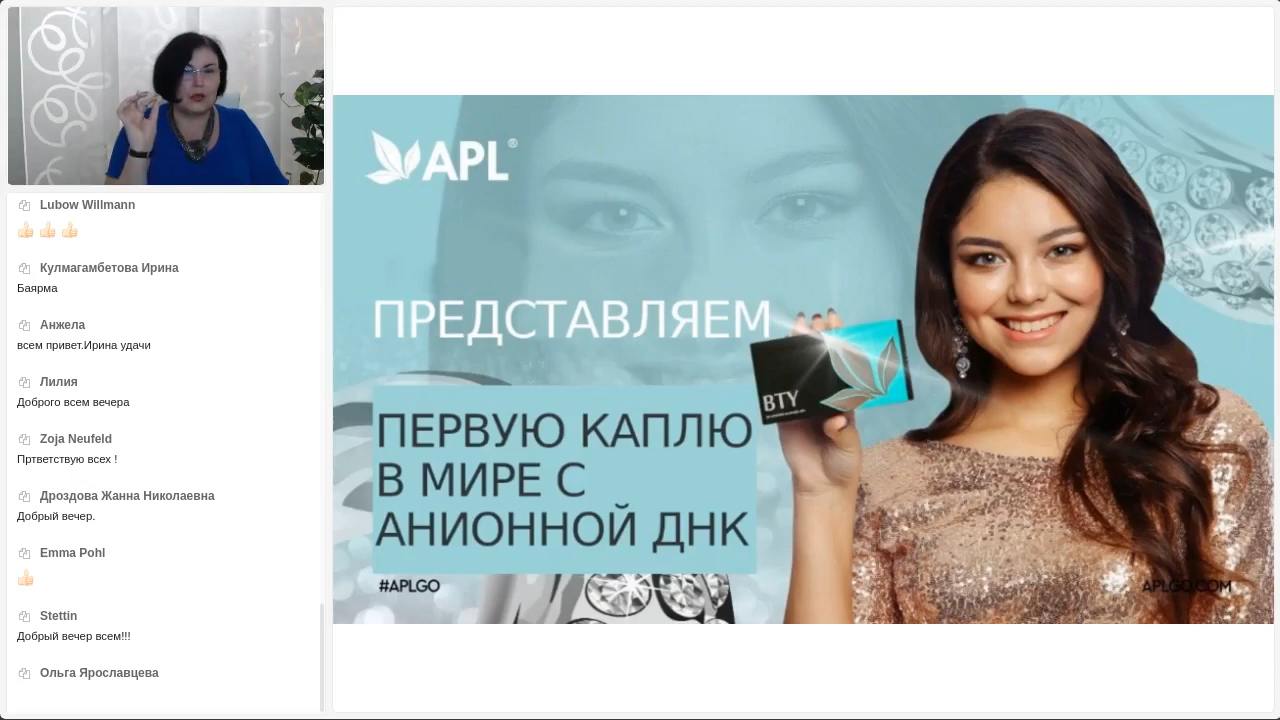 Lubow Willmann
Кулмагамбетова Ирина
Баярма
Анжела
всем привет.Ирина удачи
Лилия
Доброго всем вечера
Zoja Neufeld
Пртветствую всех !
Дроздова Жанна Николаевна
Добрый вечер.
Emma Pohl
Stettin
Добрый вечер всем!!!
Ольга Ярославцева
APL®
ПРЕДСТАВЛЯЕМ
BTY
ПЕРВУЮ КАПЛЮ
В МИРЕ С
АНИОННОЙ ДНК
#APLGO
APLGO.COM